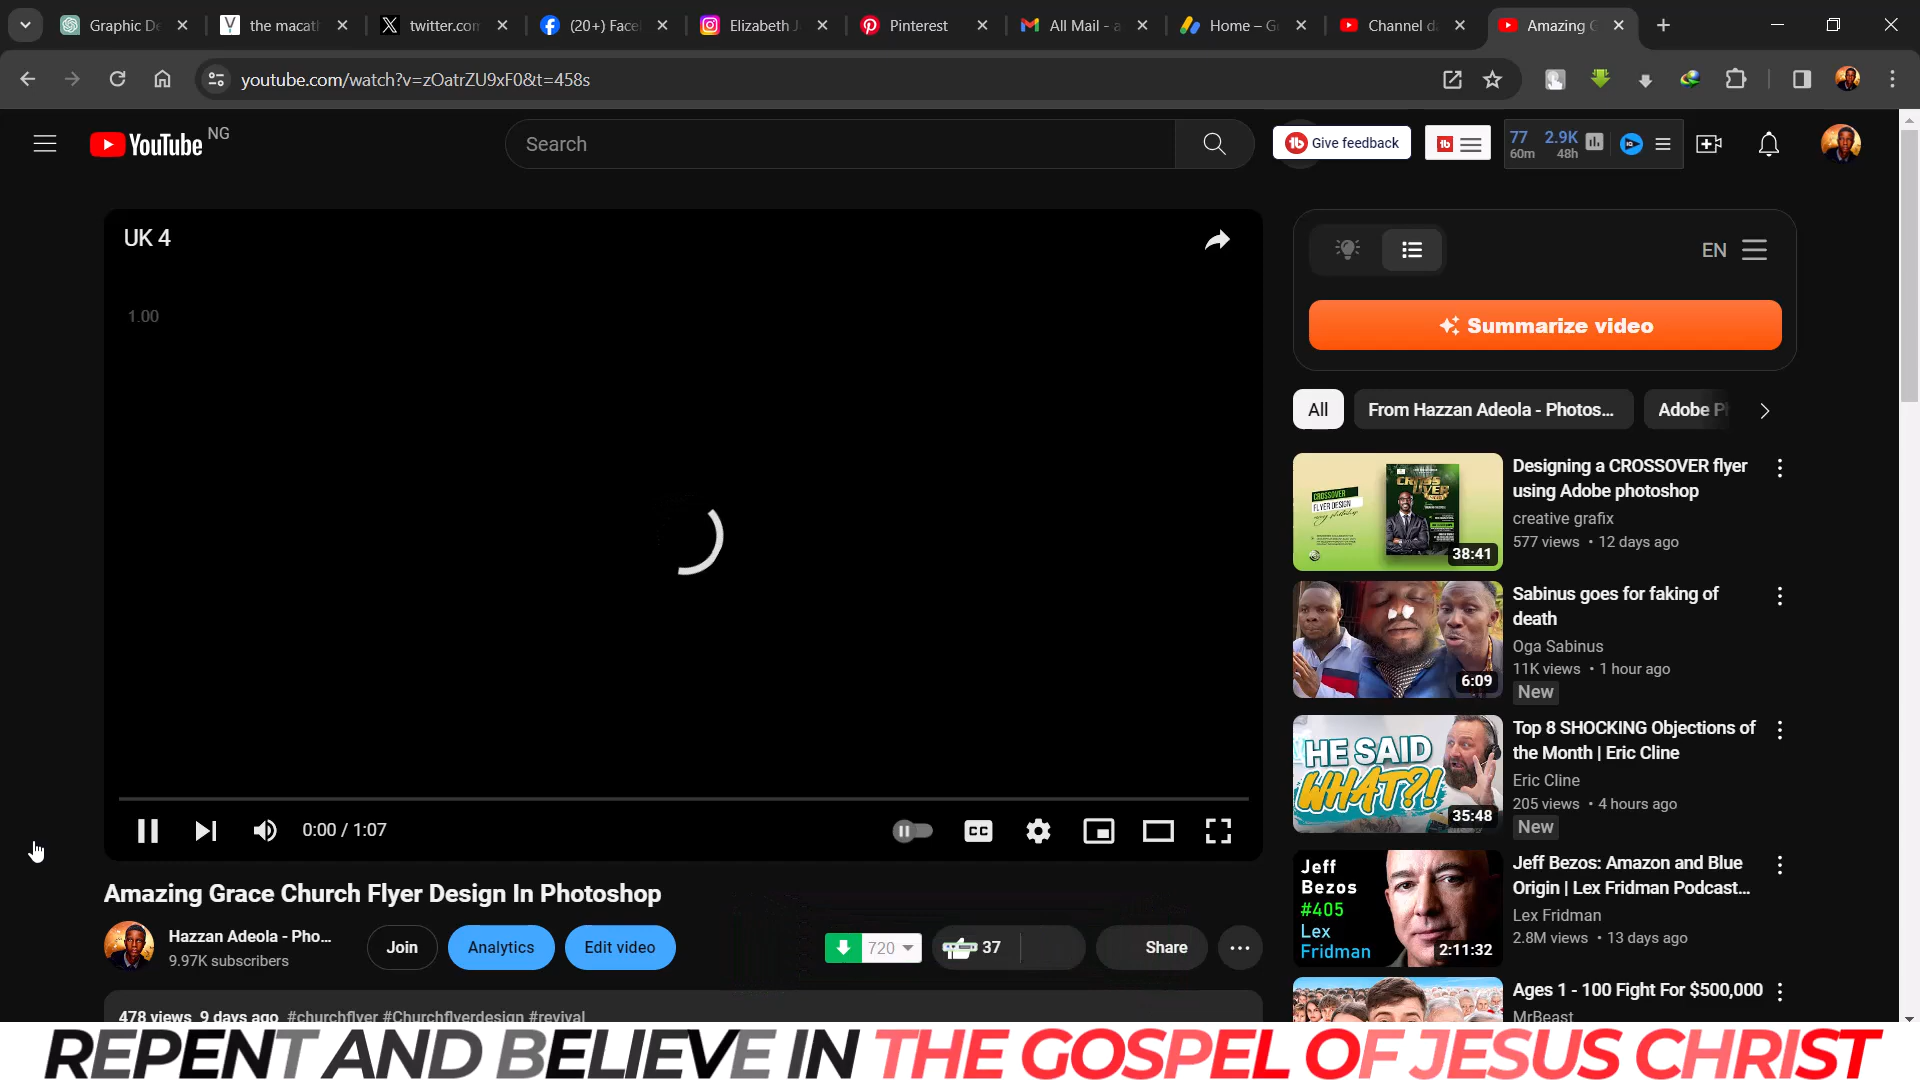 Graphic De
the macath
twitter.com
(20+) Face
Elizabeth J
Pinterest
All Mail - a
Home – G
Channel da
Amazing G
youtube.com/watch?v=zOatrZU9xF0&t=458s
YouTube NG
Search
Give feedback
77 2.9K
60m 48h
UK 4
1.00
EN
Summarize video
All
From Hazzan Adeola - Photos...
Adobe
Designing a CROSSOVER flyer using Adobe photoshop
creative grafix
577 views • 12 days ago
38:41
Sabinus goes for faking of death
Oga Sabinus
11K views • 1 hour ago
New
6:09
HE SAID WHAT?!
35:48
Top 8 SHOCKING Objections of the Month | Eric Cline
Eric Cline
205 views • 4 hours ago
New
Jeff Bezos #405 Lex Fridman
2:11:32
Jeff Bezos: Amazon and Blue Origin | Lex Fridman Podcast...
Lex Fridman
2.8M views • 13 days ago
Ages 1 - 100 Fight For $500,000
MrBeast
0:00 / 1:07
CC
Amazing Grace Church Flyer Design In Photoshop
Hazzan Adeola - Pho...
9.97K subscribers
Join
Analytics
Edit video
720
37
Share
478 views 9 days ago #churchflyer #Churchflyerdesign #revival
REPENT AND BELIEVE IN THE GOSPEL OF JESUS CHRIST